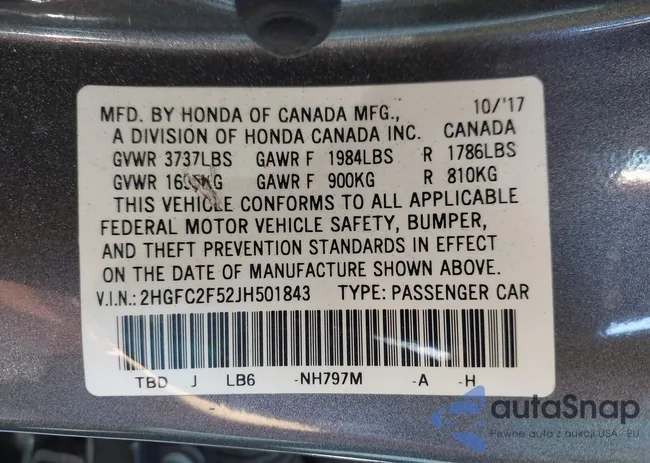 MFD. BY HONDA OF CANADA MFG., 10/'17
A DIVISION OF HONDA CANADA INC. CANADA
GVWR 3737LBS GAWR F 1984LBS R 1786LBS
GVWR GAWR F 900KG R 810KG
THIS VEHICLE CONFORMS TO ALL APPLICABLE
FEDERAL MOTOR VEHICLE SAFETY, BUMPER,
AND THEFT PREVENTION STANDARDS IN EFFECT
ON THE DATE OF MANUFACTURE SHOWN ABOVE.
V.I.N.: 2HGFC2F52JH501843 TYPE: PASSENGER CAR
TBD J LB6 -NH797M -A -H
autaSnap
Pewne auta z aukcji USA - EU